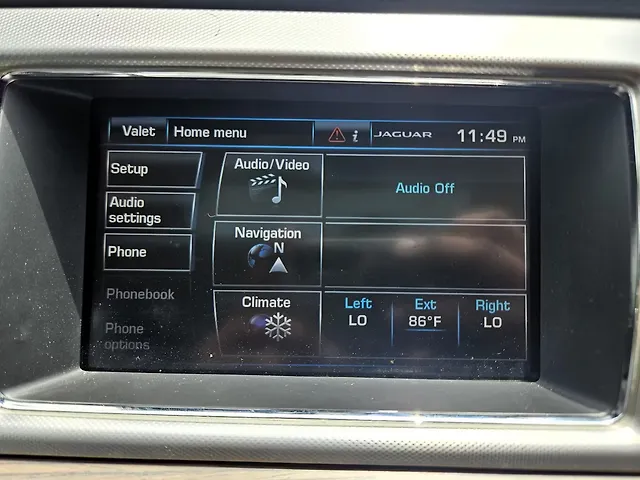 Valet Home menu i JAGUAR 11:49 PM
Setup
Audio
settings
Phone
Phonebook
Phone
options
Audio/Video
Audio Off
Navigation
N
Climate
Left Ext Right
LO 86°F LO